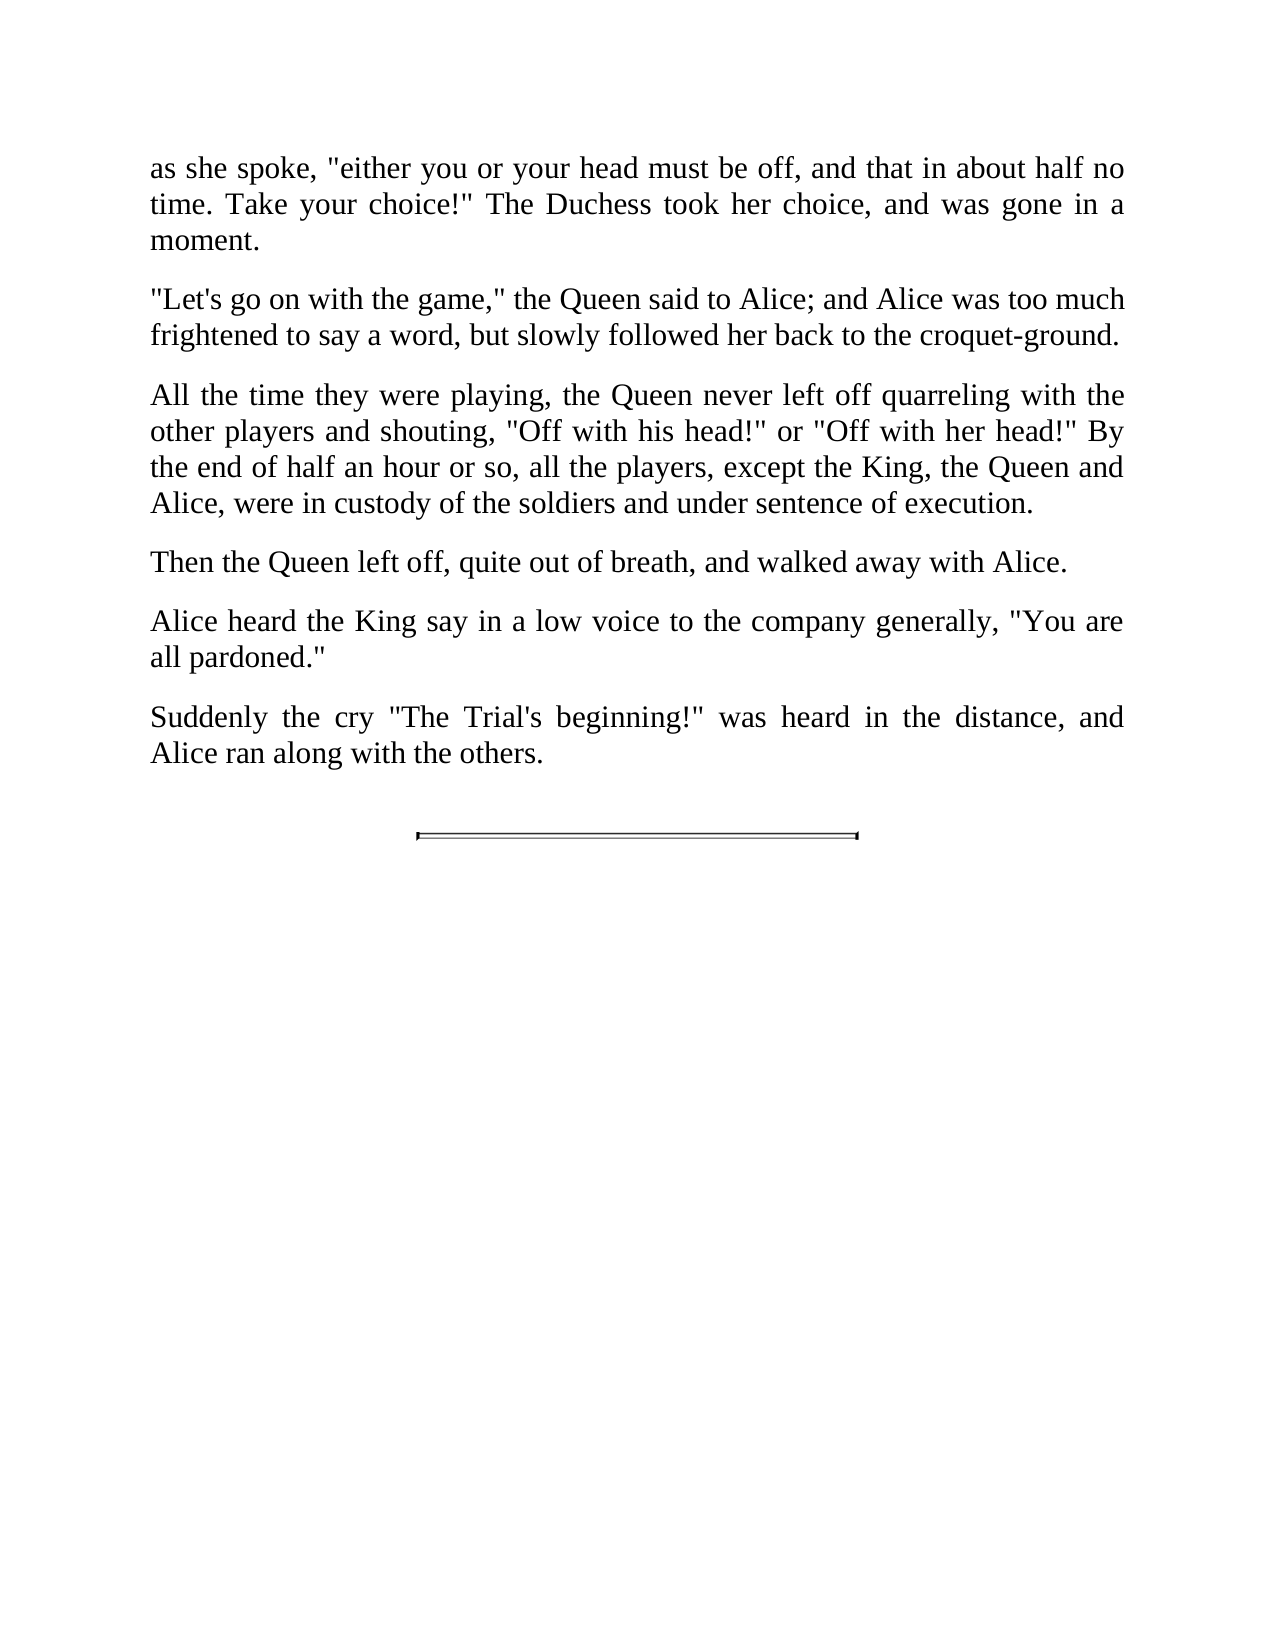 as she spoke, "either you or your head must be off, and that in about half no
time. Take your choice!" The Duchess took her choice, and was gone in a
moment.
"Let's go on with the game," the Queen said to Alice; and Alice was too much
frightened to say a word, but slowly followed her back to the croquet-ground.
All the time they were playing, the Queen never left off quarreling with the
other players and shouting, "Off with his head!" or "Off with her head!" By
the end of half an hour or so, all the players, except the King, the Queen and
Alice, were in custody of the soldiers and under sentence of execution.
Then the Queen left off, quite out of breath, and walked away with Alice.
Alice heard the King say in a low voice to the company generally, "You are
all pardoned."
Suddenly the cry "The Trial's beginning!" was heard in the distance, and
Alice ran along with the others.